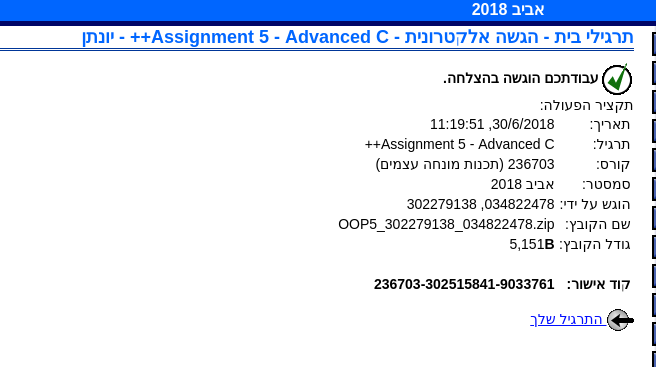 אביב 2018
תרגילי בית - הגשה אלקטרונית - Assignment 5 - Advanced C++ - יונתן
עבודתכם הוגשה בהצלחה.
תקציר הפעולה:
תאריך: 30/6/2018, 11:19:51
תרגיל: Assignment 5 - Advanced C++
קורס: 236703 (תכנות מונחה עצמים)
סמסטר: אביב 2018
הוגש על ידי: 034822478, 302279138
שם הקובץ: OOP5_302279138_034822478.zip
גודל הקובץ: 5,151B
קוד אישור: 236703-302515841-9033761
התרגיל שלך